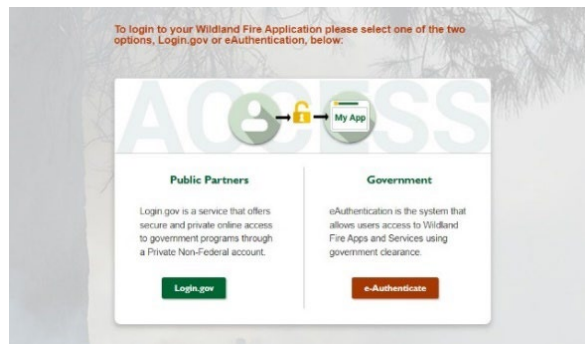 To login to your Wildland Fire Application please select one of the two
options, Login.gov or eAuthentication, below:
ACCESS
My App
Public Partners
Login.gov is a service that offers
secure and private online access
to government programs through
a Private Non-Federal account.
Login.gov
Government
eAuthentication is the system that
allows users access to Wildland
Fire Apps and Services using
government clearance.
e-Authenticate